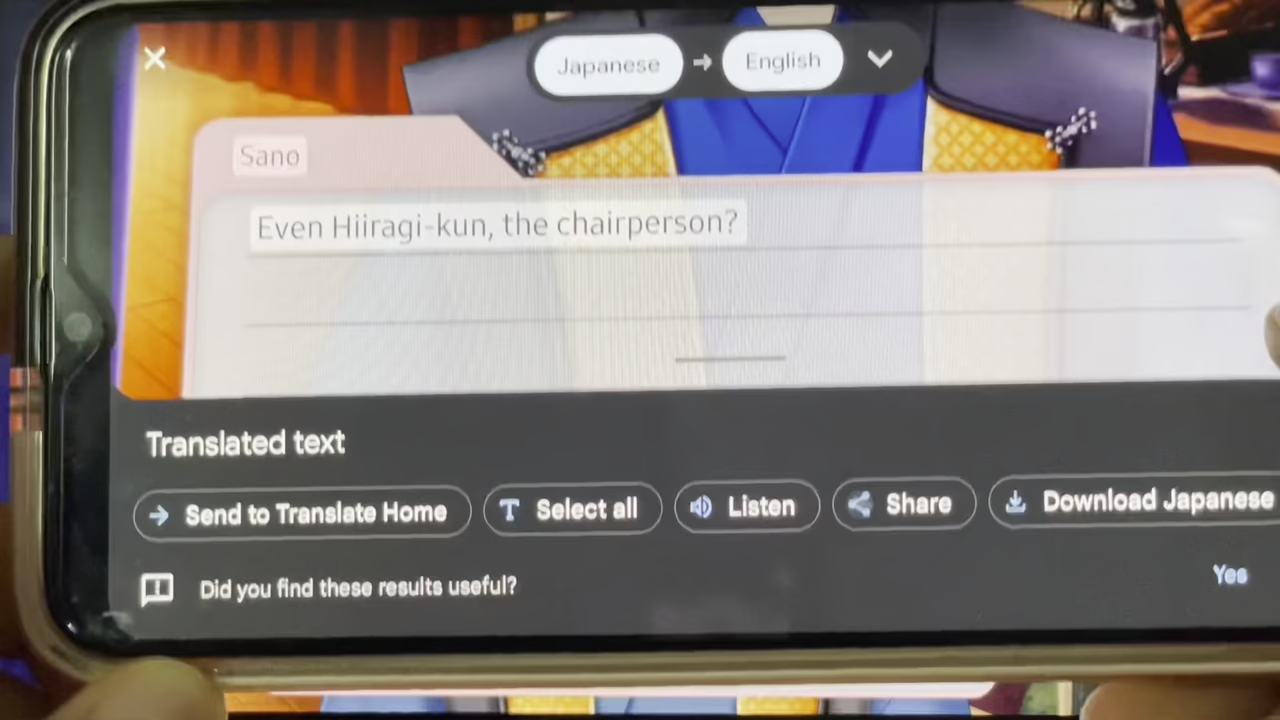 Japanese → English
Sano
Even Hiiragi-kun, the chairperson?
Translated text
Send to Translate Home
Select all
Listen
Share
Download Japanese
Did you find these results useful?
Yes